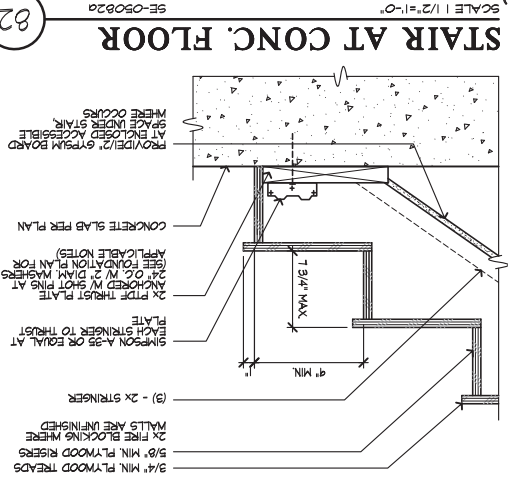 3/4" MIN. PLYWOOD TREADS
5/8" MIN. PLYWOOD RISERS
2x FIRE BLOCKING WHERE
WALLS ARE UNFINISHED
(3) - 2x STRINGER
9" MIN.
1"
7 3/4" MAX.
SIMPSON A-35 OR EQUAL AT
EACH STRINGER TO THRUST
PLATE
2x PTDF THRUST PLATE
ANCHORED W/ SHOT PINS AT
24" O.C. W/ 2" DIAM. WASHERS
(SEE FOUNDATION PLAN FOR
APPLICABLE NOTES)
CONCRETE SLAB PER PLAN
PROVIDE 1/2" GYPSUM BOARD
AT ENCLOSED ACCESSIBLE
SPACE UNDER STAIR,
WHERE OCCURS
STAIR AT CONC. FLOOR
SCALE 1 1/2"=1'-0"
SE-05082a
82